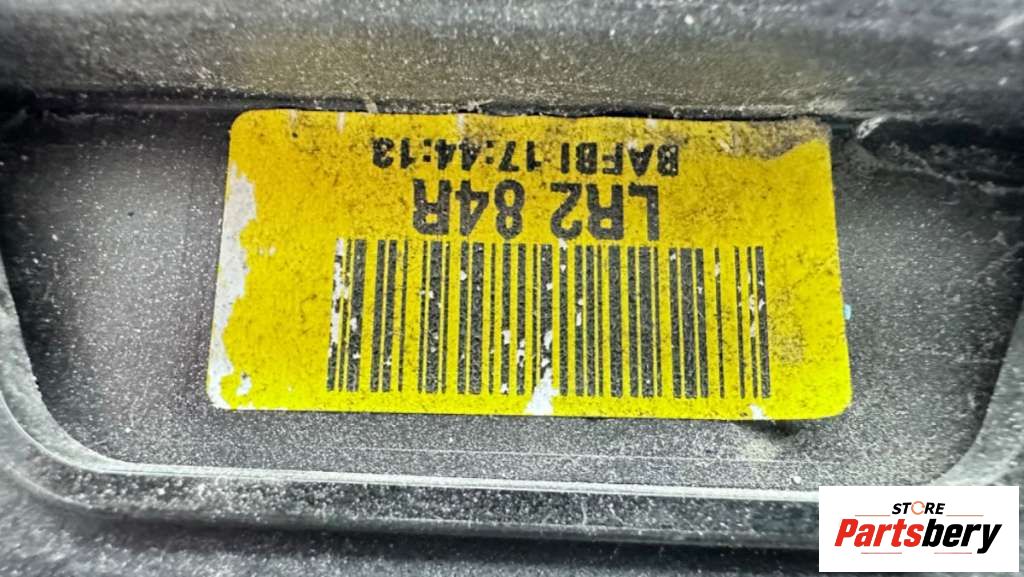 LR2 84R
BAFBI 17:44:13
STORE
Partsbery